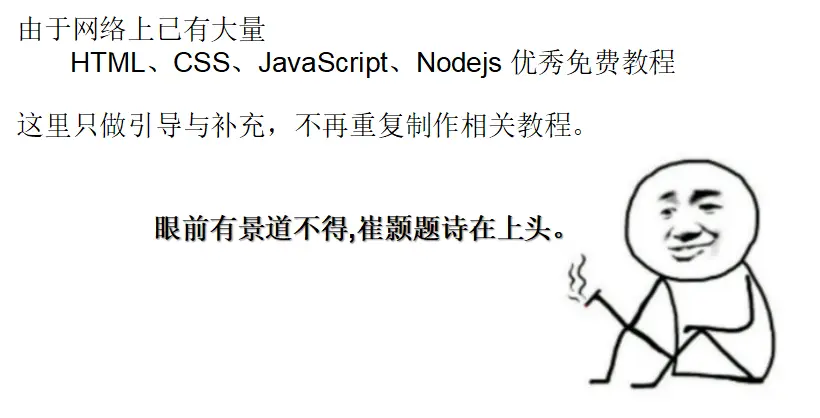 由于网络上已有大量
HTML、CSS、JavaScript、Nodejs 优秀免费教程
这里只做引导与补充，不再重复制作相关教程。
眼前有景道不得,崔颢题诗在上头。